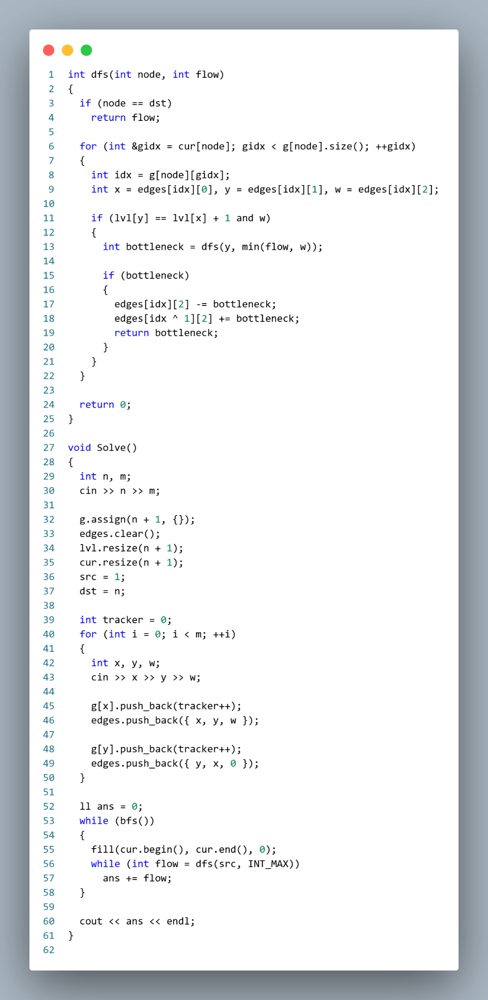 1 int dfs(int node, int flow)
2 {
3 if (node == dst)
4 return flow;
5
6 for (int &gidx = cur[node]; gidx < g[node].size(); ++gidx)
7 {
8 int idx = g[node][gidx];
9 int x = edges[idx][0], y = edges[idx][1], w = edges[idx][2];
10
11 if (lvl[y] == lvl[x] + 1 and w)
12 {
13 int bottleneck = dfs(y, min(flow, w));
14
15 if (bottleneck)
16 {
17 edges[idx][2] -= bottleneck;
18 edges[idx ^ 1][2] += bottleneck;
19 return bottleneck;
20 }
21 }
22 }
23
24 return 0;
25 }
26
27 void Solve()
28 {
29 int n, m;
30 cin >> n >> m;
31
32 g.assign(n + 1, {});
33 edges.clear();
34 lvl.resize(n + 1);
35 cur.resize(n + 1);
36 src = 1;
37 dst = n;
38
39 int tracker = 0;
40 for (int i = 0; i < m; ++i)
41 {
42 int x, y, w;
43 cin >> x >> y >> w;
44
45 g[x].push_back(tracker++);
46 edges.push_back({ x, y, w });
47
48 g[y].push_back(tracker++);
49 edges.push_back({ y, x, 0 });
50 }
51
52 ll ans = 0;
53 while (bfs())
54 {
55 fill(cur.begin(), cur.end(), 0);
56 while (int flow = dfs(src, INT_MAX))
57 ans += flow;
58 }
59
60 cout << ans << endl;
61 }
62